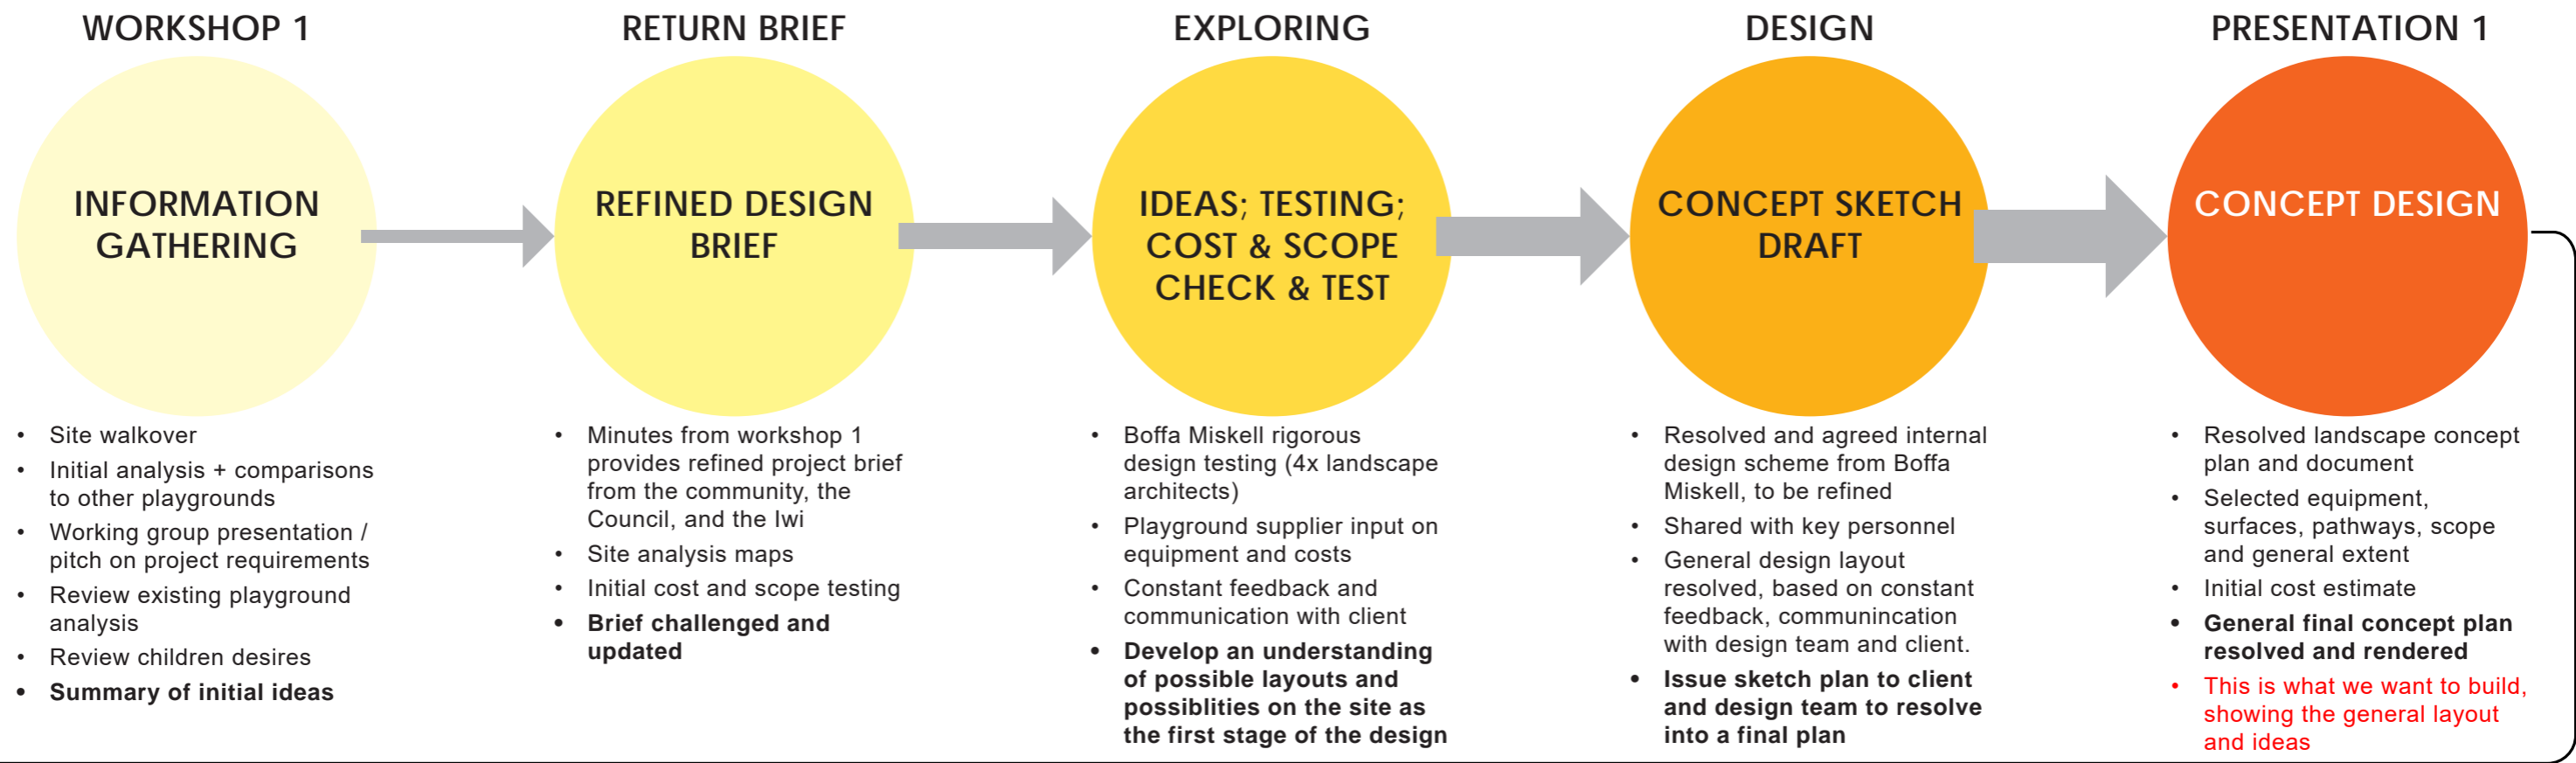 WORKSHOP 1
INFORMATION
GATHERING
• Site walkover
• Initial analysis + comparisons
to other playgrounds
• Working group presentation /
pitch on project requirements
• Review existing playground
analysis
• Review children desires
• Summary of initial ideas
RETURN BRIEF
REFINED DESIGN
BRIEF
• Minutes from workshop 1
provides refined project brief
from the community, the
Council, and the Iwi
• Site analysis maps
• Initial cost and scope testing
• Brief challenged and
updated
EXPLORING
IDEAS; TESTING;
COST & SCOPE
CHECK & TEST
• Boffa Miskell rigorous
design testing (4x landscape
architects)
• Playground supplier input on
equipment and costs
• Constant feedback and
communication with client
• Develop an understanding
of possible layouts and
possiblities on the site as
the first stage of the design
DESIGN
CONCEPT SKETCH
DRAFT
• Resolved and agreed internal
design scheme from Boffa
Miskell, to be refined
• Shared with key personnel
• General design layout
resolved, based on constant
feedback, communincation
with design team and client.
• Issue sketch plan to client
and design team to resolve
into a final plan
PRESENTATION 1
CONCEPT DESIGN
• Resolved landscape concept
plan and document
• Selected equipment,
surfaces, pathways, scope
and general extent
• Initial cost estimate
• General final concept plan
resolved and rendered
• This is what we want to build,
showing the general layout
and ideas